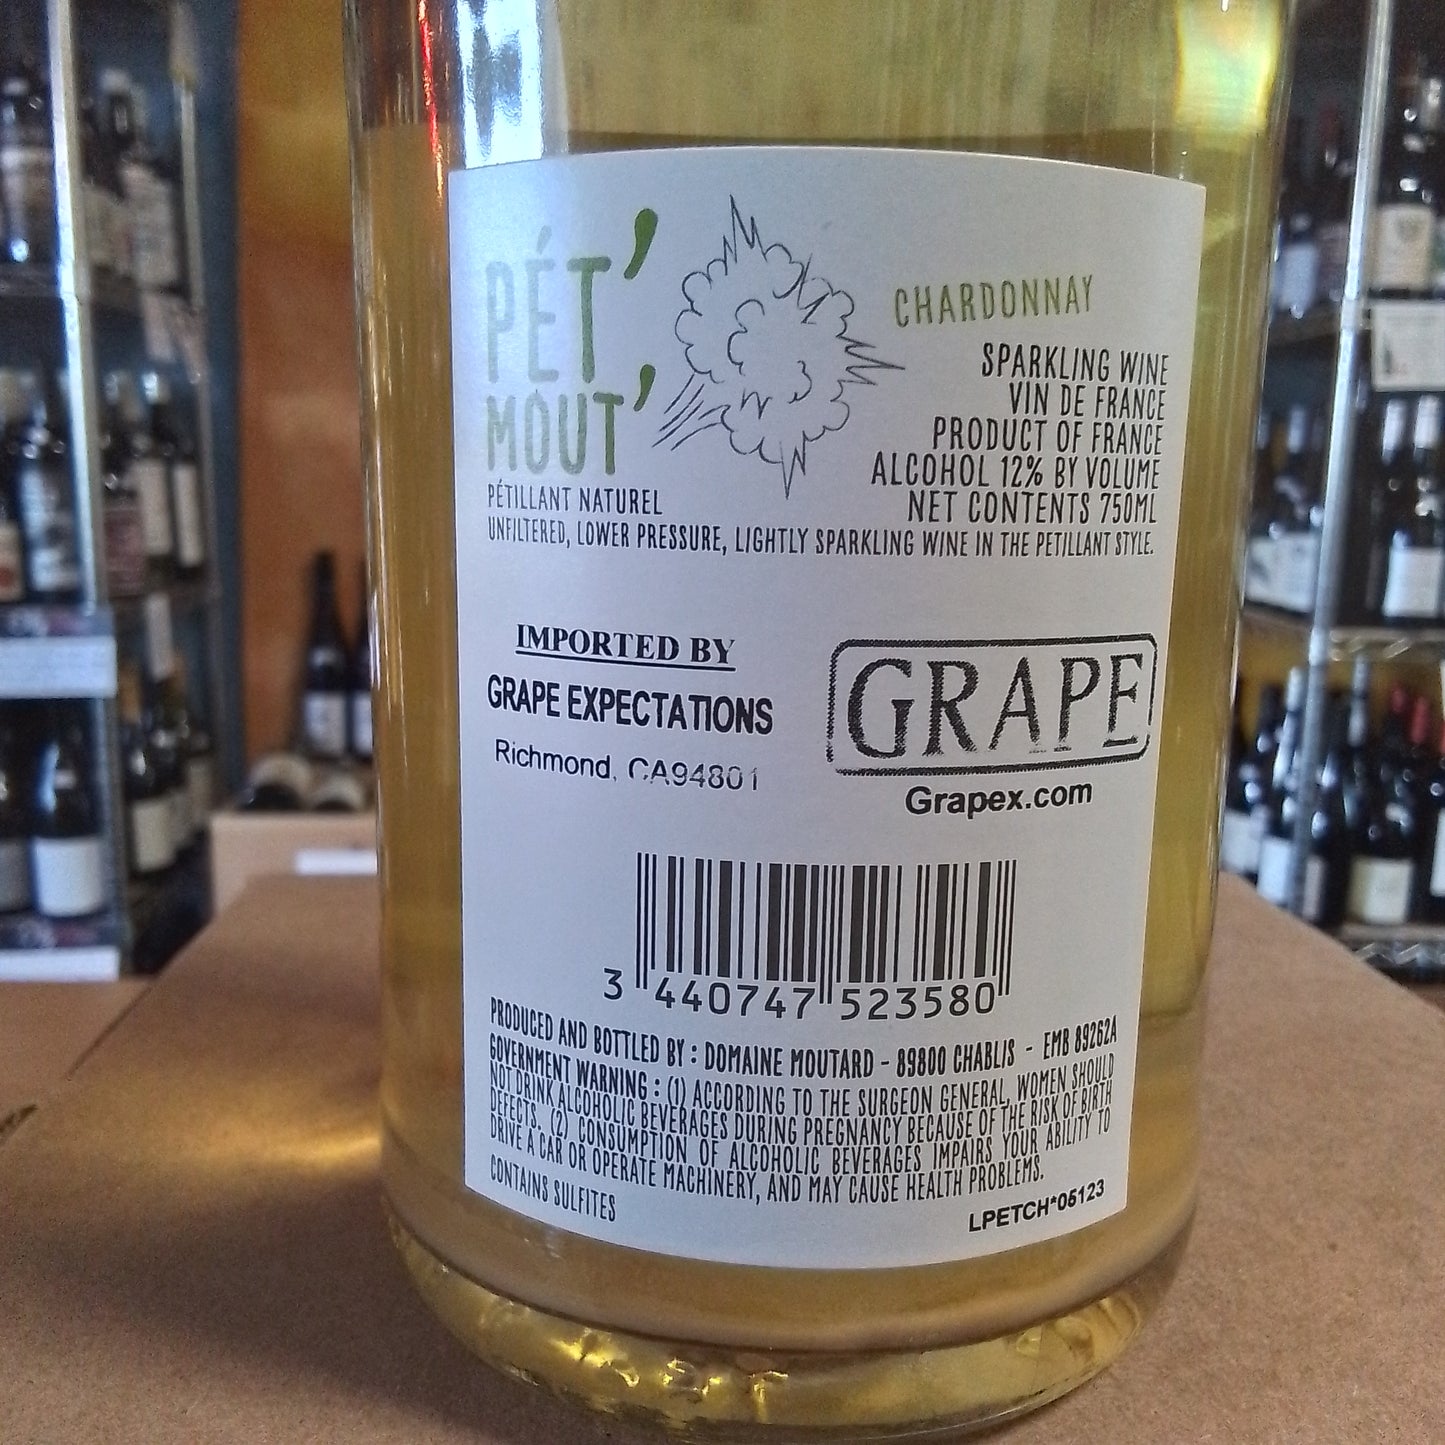 PÉT'
MOUT'
PÉTILLANT NATUREL
CHARDONNAY
SPARKLING WINE
VIN DE FRANCE
PRODUCT OF FRANCE
ALCOHOL 12% BY VOLUME
NET CONTENTS 750ML
UNFILTERED, LOWER PRESSURE, LIGHTLY SPARKLING WINE IN THE PETILLANT STYLE.
IMPORTED BY
GRAPE EXPECTATIONS
Richmond, CA94801
GRAPE
Grapex.com
3 440747 523580
PRODUCED AND BOTTLED BY : DOMAINE MOUTARD - 89800 CHABLIS - EMB 89262A
GOVERNMENT WARNING : (1) ACCORDING TO THE SURGEON GENERAL, WOMEN SHOULD
NOT DRINK ALCOHOLIC BEVERAGES DURING PREGNANCY BECAUSE OF THE RISK OF BIRTH
DEFECTS. (2) CONSUMPTION OF ALCOHOLIC BEVERAGES IMPAIRS YOUR ABILITY TO
DRIVE A CAR OR OPERATE MACHINERY, AND MAY CAUSE HEALTH PROBLEMS.
CONTAINS SULFITES
LPETCH*05123